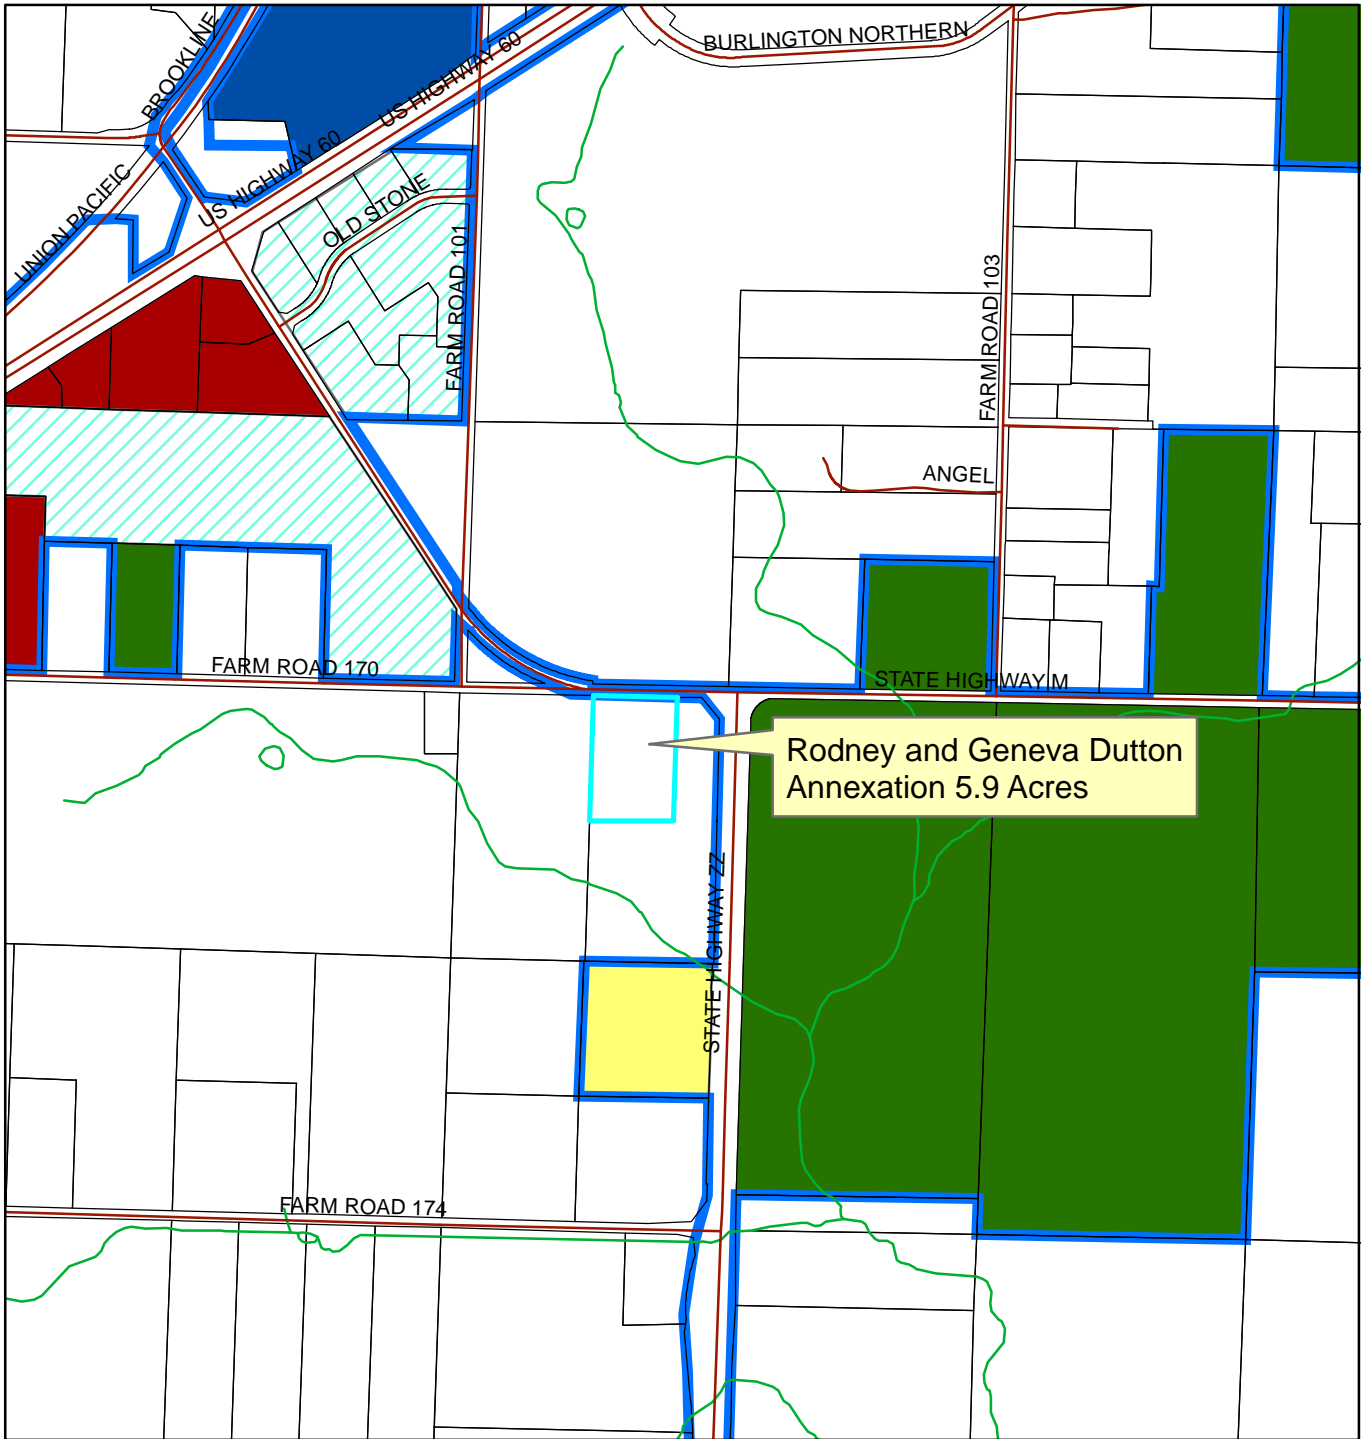 BROOKLINE
BURLINGTON NORTHERN
US HIGHWAY 60
US HIGHWAY 60
UNION PACIFIC
OLD STONE
FARM ROAD 101
FARM ROAD 103
ANGEL
FARM ROAD 170
STATE HIGHWAY M
Rodney and Geneva Dutton
Annexation 5.9 Acres
STATE HIGHWAY ZZ
FARM ROAD 174